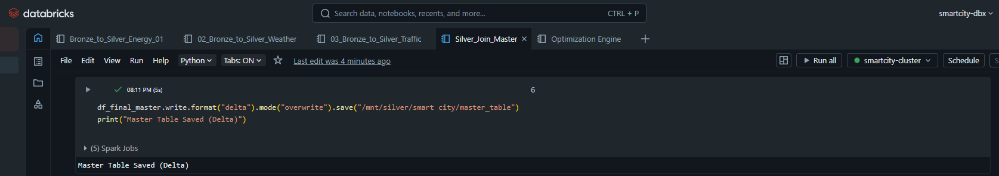 databricks
Search data, notebooks, recents, and more... CTRL + P
smartcity-dbx
Bronze_to_Silver_Energy_01 02_Bronze_to_Silver_Weather 03_Bronze_to_Silver_Traffic Silver_Join_Master Optimization Engine
File Edit View Run Help Python Tabs: ON Last edit was 4 minutes ago Run all smartcity-cluster Schedule S
08:11 PM (5s) 6
df_final_master.write.format("delta").mode("overwrite").save("/mnt/silver/smart city/master_table")
print("Master Table Saved (Delta)")
(5) Spark Jobs
Master Table Saved (Delta)